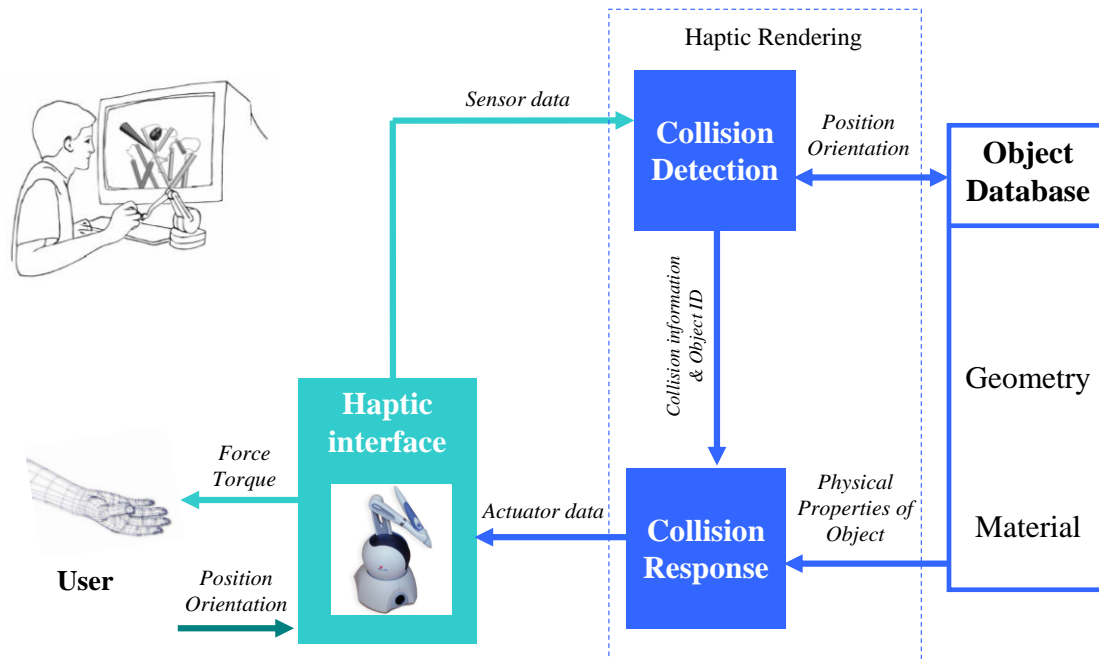 Haptic Rendering
Sensor data
Collision
Detection
Position
Orientation
Object
Database
Collision information
& Object ID
Geometry
Haptic
interface
Force
Torque
Actuator data
Collision
Response
Physical
Properties of
Object
Material
User
Position
Orientation